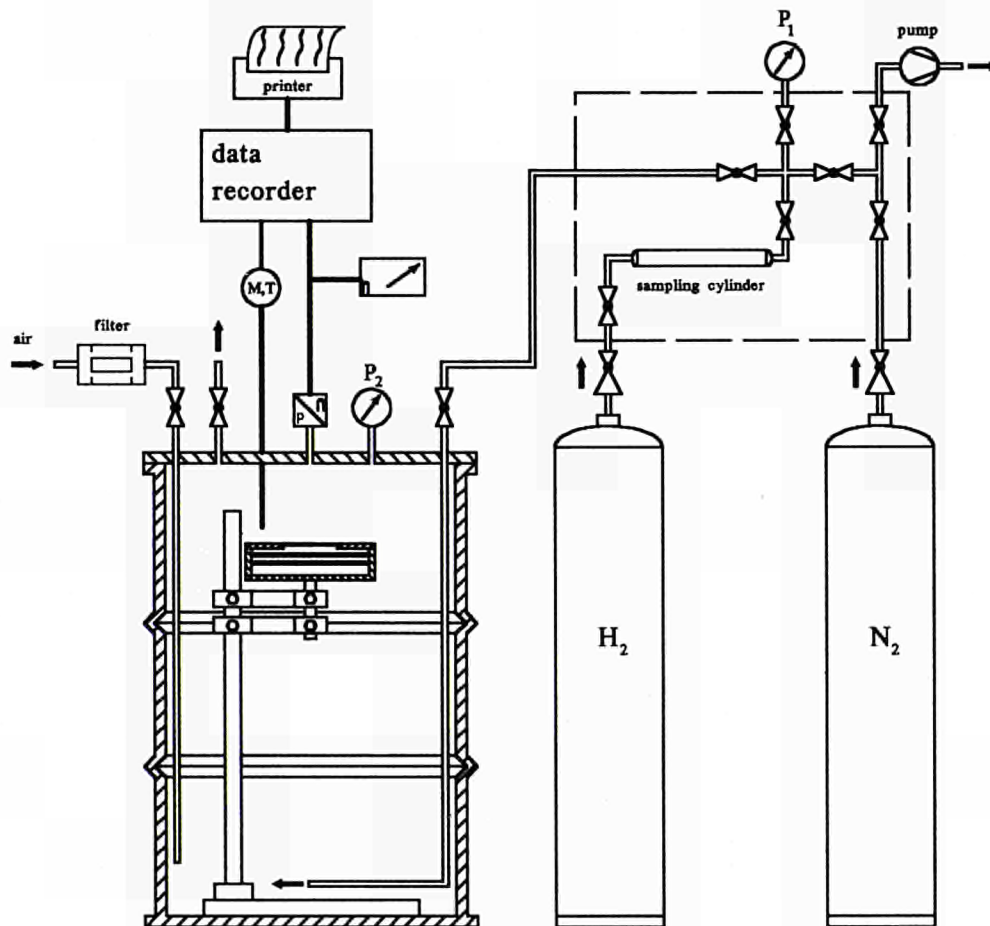 P₁
pump
printer
data
recorder
sampling cylinder
M,T
air
filter
P₂
p
n
n
H₂
N₂